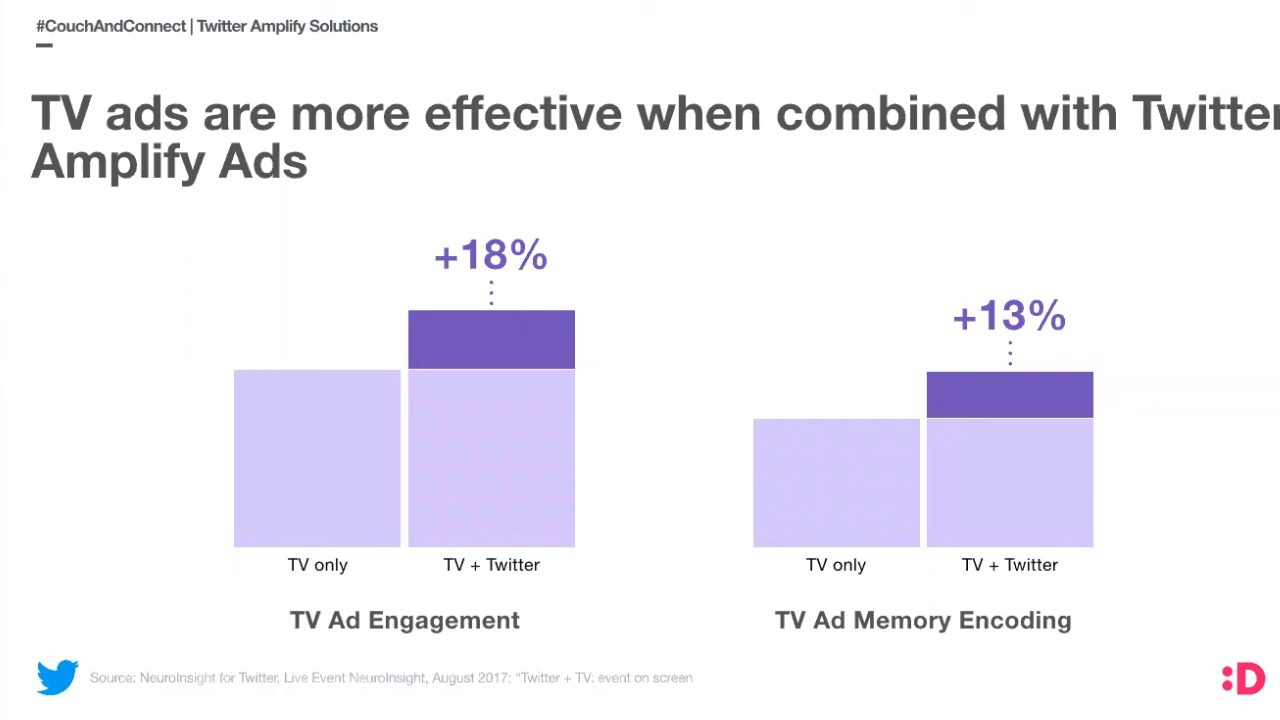 #CouchAndConnect | Twitter Amplify Solutions
TV ads are more effective when combined with Twitter
Amplify Ads
+18%
+13%
TV only
TV + Twitter
TV only
TV + Twitter
TV Ad Engagement
TV Ad Memory Encoding
Source: NeuroInsight for Twitter, Live Event NeuroInsight, August 2017; "Twitter + TV: event on screen
:D